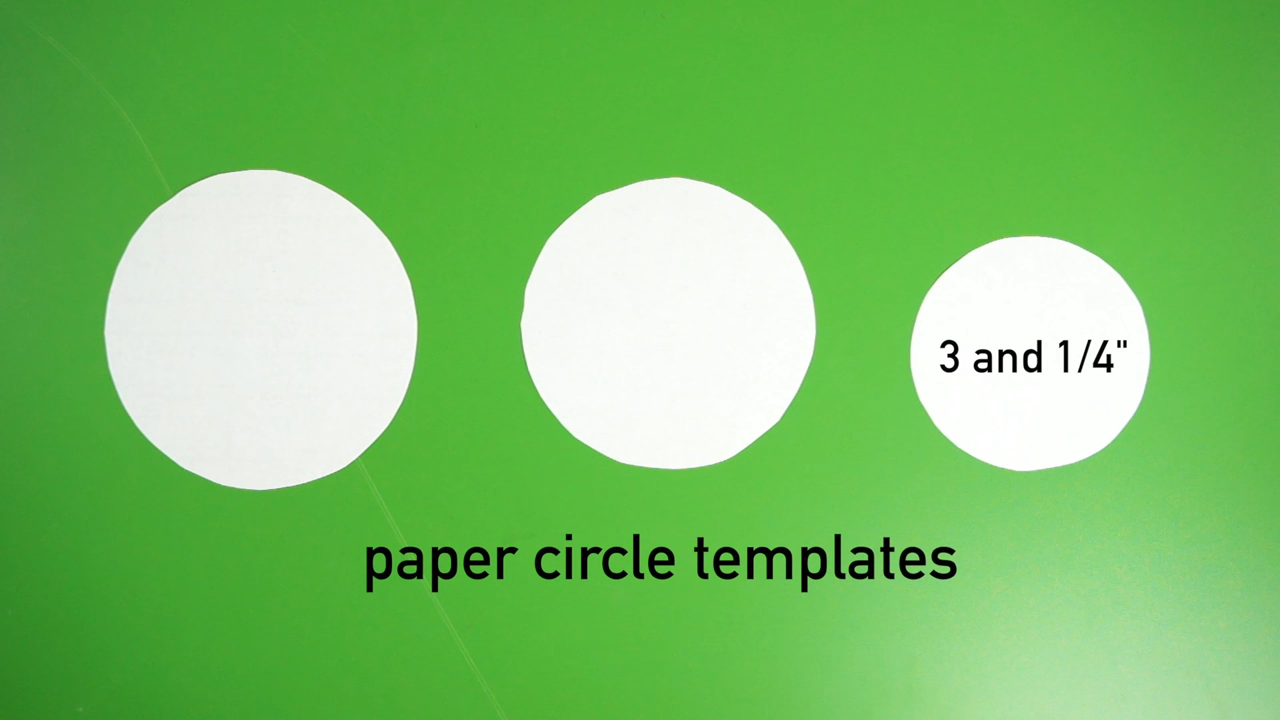 3 and 1/4"
paper circle templates